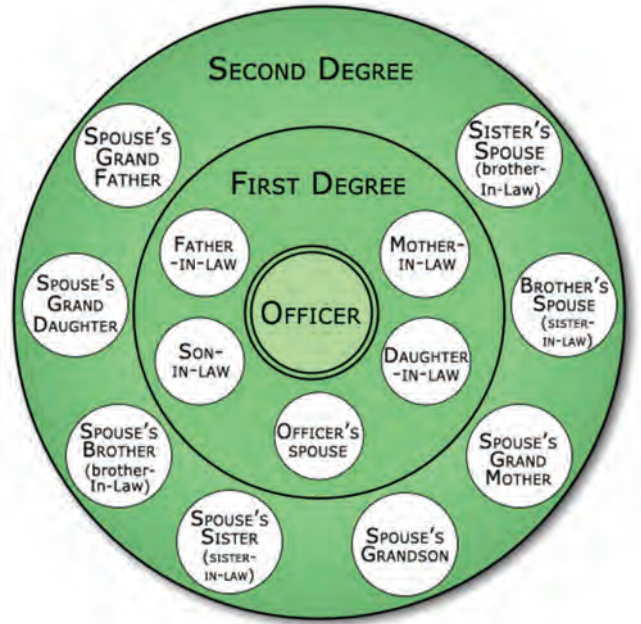 SECOND DEGREE
SPOUSE'S
GRAND
FATHER
SISTER'S
SPOUSE
(brother-
In-Law)
FIRST DEGREE
FATHER
-IN-LAW
MOTHER-
IN-LAW
SPOUSE'S
GRAND
DAUGHTER
OFFICER
BROTHER'S
SPOUSE
(SISTER-
IN-LAW)
SON-
IN-LAW
DAUGHTER
-IN-LAW
SPOUSE'S
BROTHER
(brother-
In-Law)
OFFICER'S
SPOUSE
SPOUSE'S
GRAND
MOTHER
SPOUSE'S
SISTER
(SISTER-
IN-LAW)
SPOUSE'S
GRANDSON